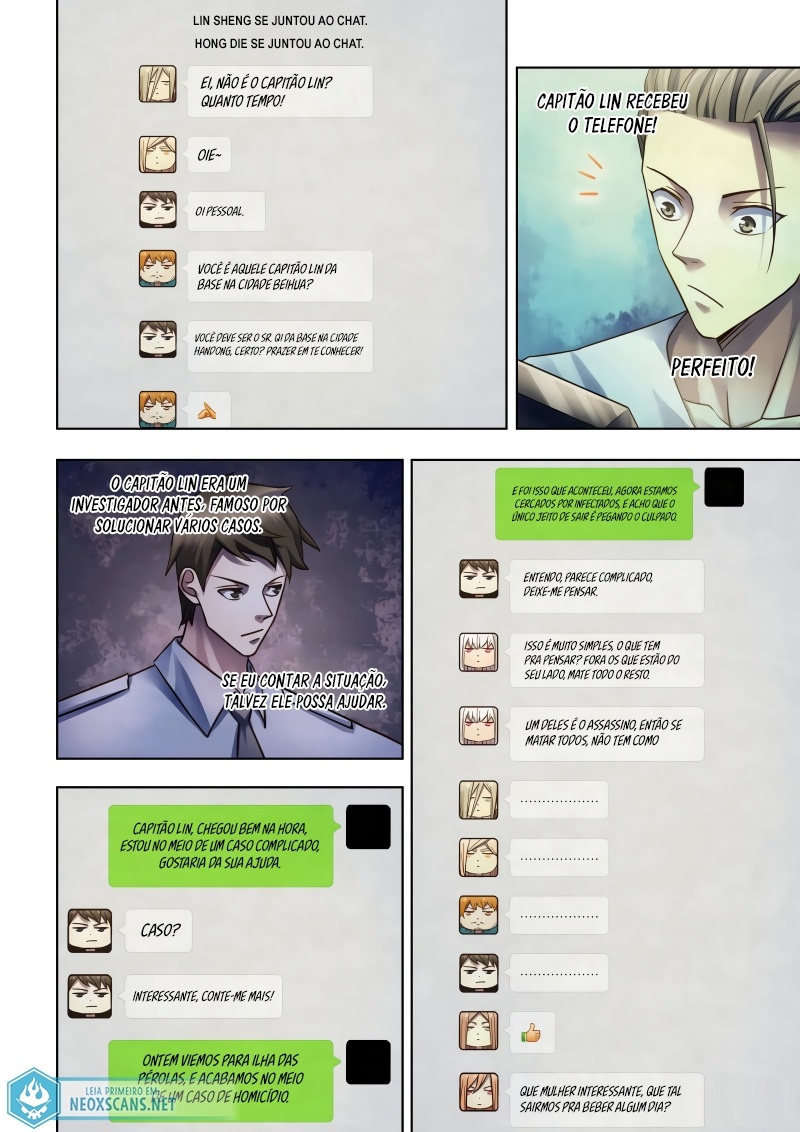 LIN SHENG SE JUNTOU AO CHAT.
HONG DIE SE JUNTOU AO CHAT.
EI, NÃO É O CAPITÃO LIN?
QUANTO TEMPO!
OIE~
OI PESSOAL.
VOCÊ É AQUELE CAPITÃO LIN DA
BASE NA CIDADE BEIHUA?
VOCÊ DEVE SER O SR. QI DA BASE NA CIDADE
HANDONG, CERTO? PRAZER EM TE CONHECER!
CAPITÃO LIN RECEBEU
O TELEFONE!
PERFEITO!
O CAPITÃO LIN ERA UM
INVESTIGADOR ANTES, FAMOSO POR
SOLUCIONAR VÁRIOS CASOS.
SE EU CONTAR A SITUAÇÃO,
TALVEZ ELE POSSA AJUDAR.
CAPITÃO LIN, CHEGOU BEM NA HORA,
ESTOU NO MEIO DE UM CASO COMPLICADO,
GOSTARIA DA SUA AJUDA.
CASO?
INTERESSANTE, CONTE-ME MAIS!
ONTEM VIEMOS PARA ILHA DAS
PÉROLAS, E ACABAMOS NO MEIO
DE UM CASO DE HOMICÍDIO.
E FOI ISSO QUE ACONTECEU, AGORA ESTAMOS
CERCADOS POR INFECTADOS, E ACHO QUE O
ÚNICO JEITO DE SAIR É PEGANDO O CULPADO.
ENTENDO, PARECE COMPLICADO,
DEIXE-ME PENSAR.
ISSO É MUITO SIMPLES, O QUE TEM
PRA PENSAR? FORA OS QUE ESTÃO DO
SEU LADO, MATE TODO O RESTO.
UM DELES É O ASSASSINO, ENTÃO SE
MATAR TODOS, NÃO TEM COMO
..................
..................
..................
..................
QUE MULHER INTERESSANTE, QUE TAL
SAIRMOS PRA BEBER ALGUM DIA?
LEIA PRIMEIRO EM:
NEOXSCANS.NET